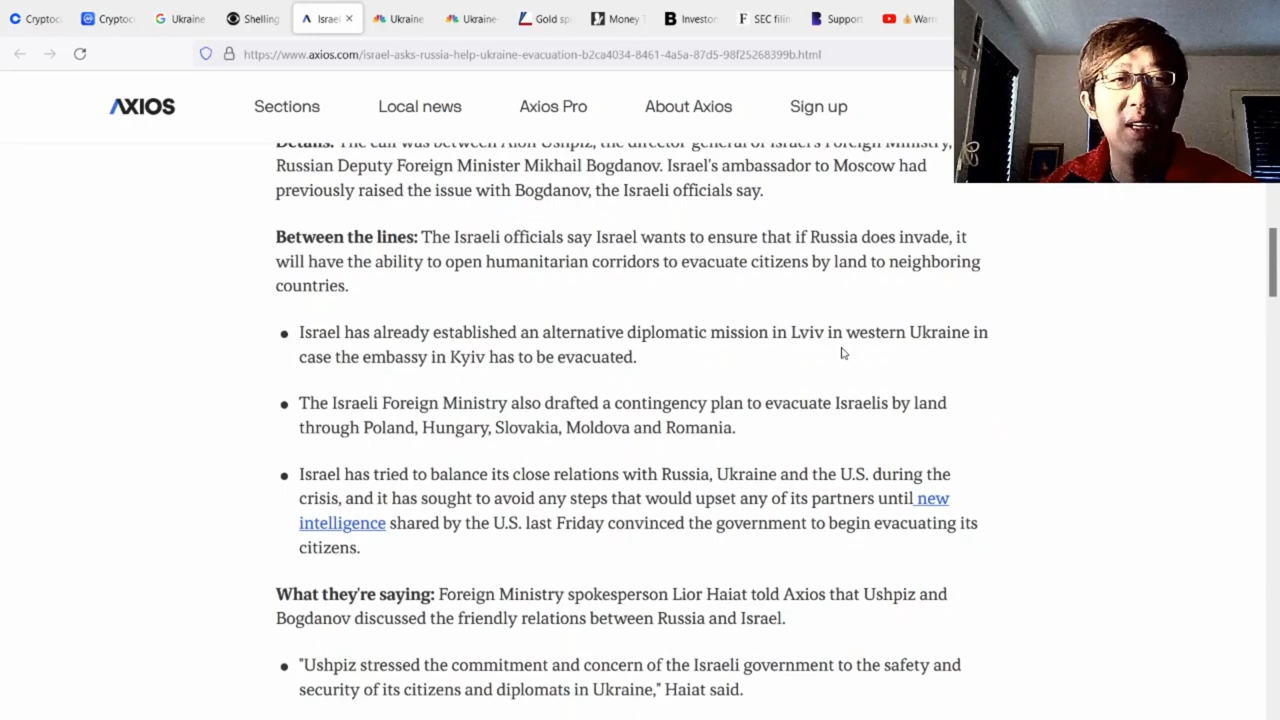 Cryptoc
Cryptoc
Ukraine
Shelling
Israel
Ukraine
Ukraine
Gold sp
Money T
Investor
SEC filin
Support
Warn
https://www.axios.com/israel-asks-russia-help-ukraine-evacuation-b2ca4034-8461-4a5a-87d5-98f25268399b.html
AXIOS
Sections
Local news
Axios Pro
About Axios
Sign up
Details: The call was between Alon Ushpiz, the director general of Israel's Foreign Ministry,
Russian Deputy Foreign Minister Mikhail Bogdanov. Israel's ambassador to Moscow had
previously raised the issue with Bogdanov, the Israeli officials say.
Between the lines: The Israeli officials say Israel wants to ensure that if Russia does invade, it
will have the ability to open humanitarian corridors to evacuate citizens by land to neighboring
countries.
Israel has already established an alternative diplomatic mission in Lviv in western Ukraine in
case the embassy in Kyiv has to be evacuated.
The Israeli Foreign Ministry also drafted a contingency plan to evacuate Israelis by land
through Poland, Hungary, Slovakia, Moldova and Romania.
Israel has tried to balance its close relations with Russia, Ukraine and the U.S. during the
crisis, and it has sought to avoid any steps that would upset any of its partners until new
intelligence shared by the U.S. last Friday convinced the government to begin evacuating its
citizens.
What they're saying: Foreign Ministry spokesperson Lior Haiat told Axios that Ushpiz and
Bogdanov discussed the friendly relations between Russia and Israel.
"Ushpiz stressed the commitment and concern of the Israeli government to the safety and
security of its citizens and diplomats in Ukraine," Haiat said.